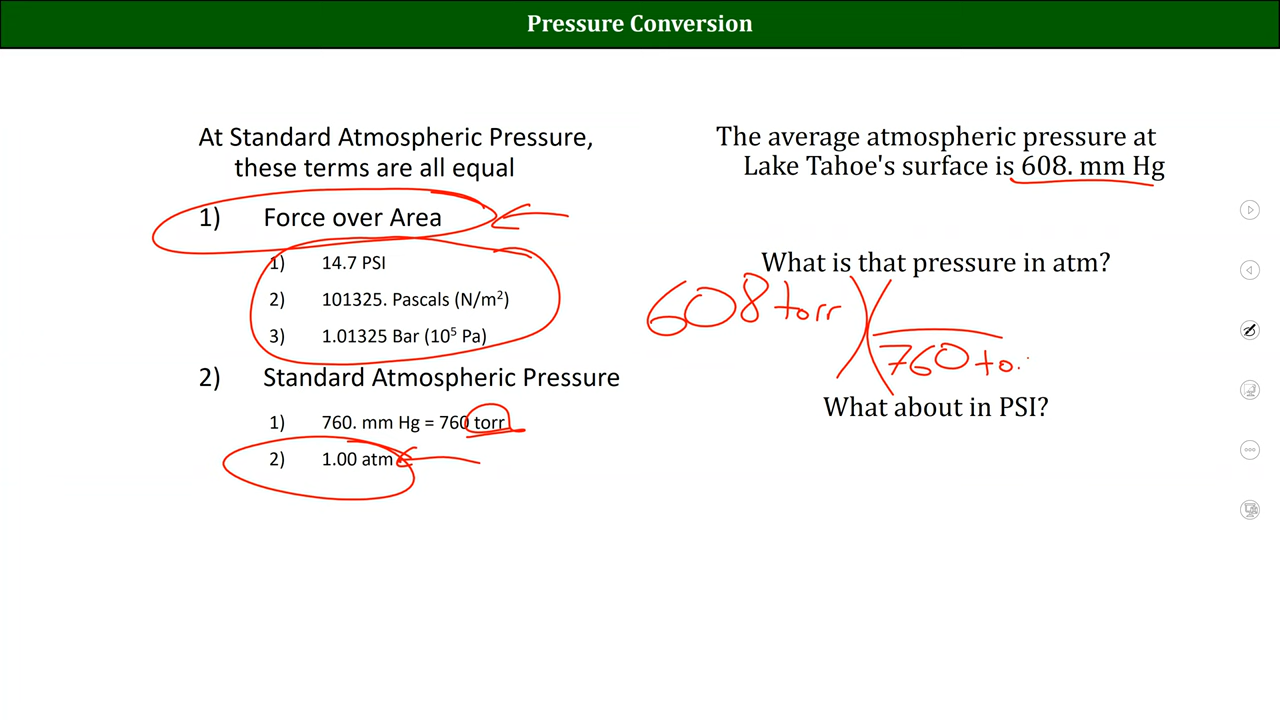 Pressure Conversion
At Standard Atmospheric Pressure,
these terms are all equal
1) Force over Area
1) 14.7 PSI
2) 101325. Pascals (N/m²)
3) 1.01325 Bar (10⁵ Pa)
2) Standard Atmospheric Pressure
1) 760. mm Hg = 760 torr
2) 1.00 atm
The average atmospheric pressure at
Lake Tahoe's surface is 608. mm Hg
What is that pressure in atm?
608 torr
760 to
What about in PSI?